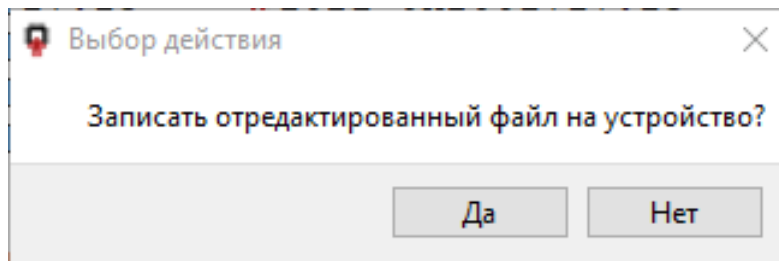 Выбор действия
Записать отредактированный файл на устройство?
Да
Нет